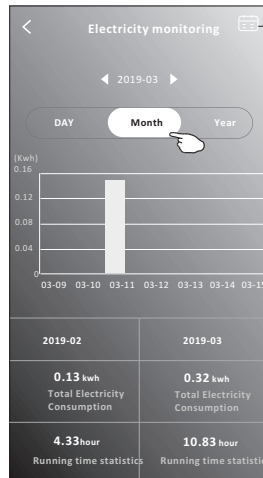 Electricity monitoring
2019-03
DAY Month Year
(Kwh)
0.16
0.12
0.08
0.04
0
03-09 03-10 03-11 03-12 03-13 03-14 03-15
2019-02 2019-03
0.13 kwh 0.32 kwh
Total Electricity Total Electricity
Consumption Consumption
4.33hour 10.83 hour
Running time statistics Running time statistic